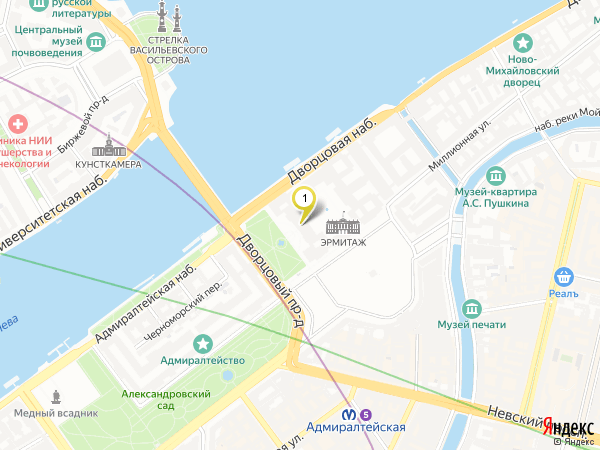 русской
литературы
Центральный
музей
почвоведения
СТРЕЛКА
ВАСИЛЬЕВСКОГО
ОСТРОВА
Биржевой пр-д
КУНСТКАМЕРА
Дворцовая наб.
Ново-
Михайловский
дворец
Миллионная ул.
наб. реки Мой
Музей-квартира
А.С. Пушкина
1
ЭРМИТАЖ
Реалъ
Музей печати
Дворцовый пр-д
Адмиралтейская наб.
Черноморский пер.
Адмиралтейство
Александровский
сад
Медный всадник
5
Адмиралтейская
Невский
Яндекс
© Яндекс